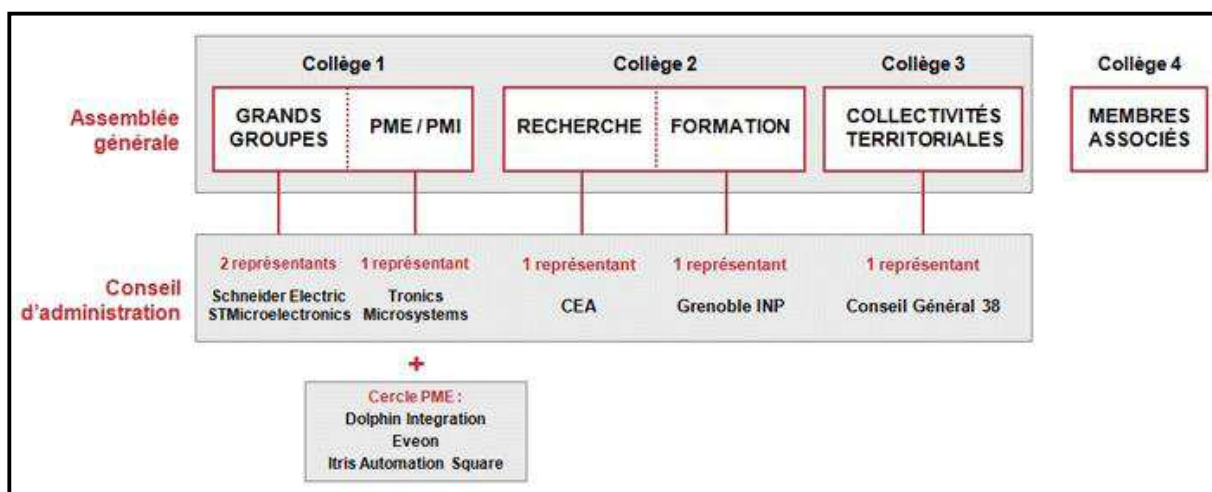 Collège 1
Collège 2
Collège 3
Collège 4
Assemblée
générale
GRANDS
GROUPES
PME / PMI
RECHERCHE
FORMATION
COLLECTIVITÉS
TERRITORIALES
MEMBRES
ASSOCIÉS
Conseil
d'administration
2 représentants
Schneider Electric
STMicroelectronics
1 représentant
Tronics
Microsystems
1 représentant
CEA
1 représentant
Grenoble INP
1 représentant
Conseil Général 38
+
Cercle PME :
Dolphin Integration
Eveon
Itris Automation Square